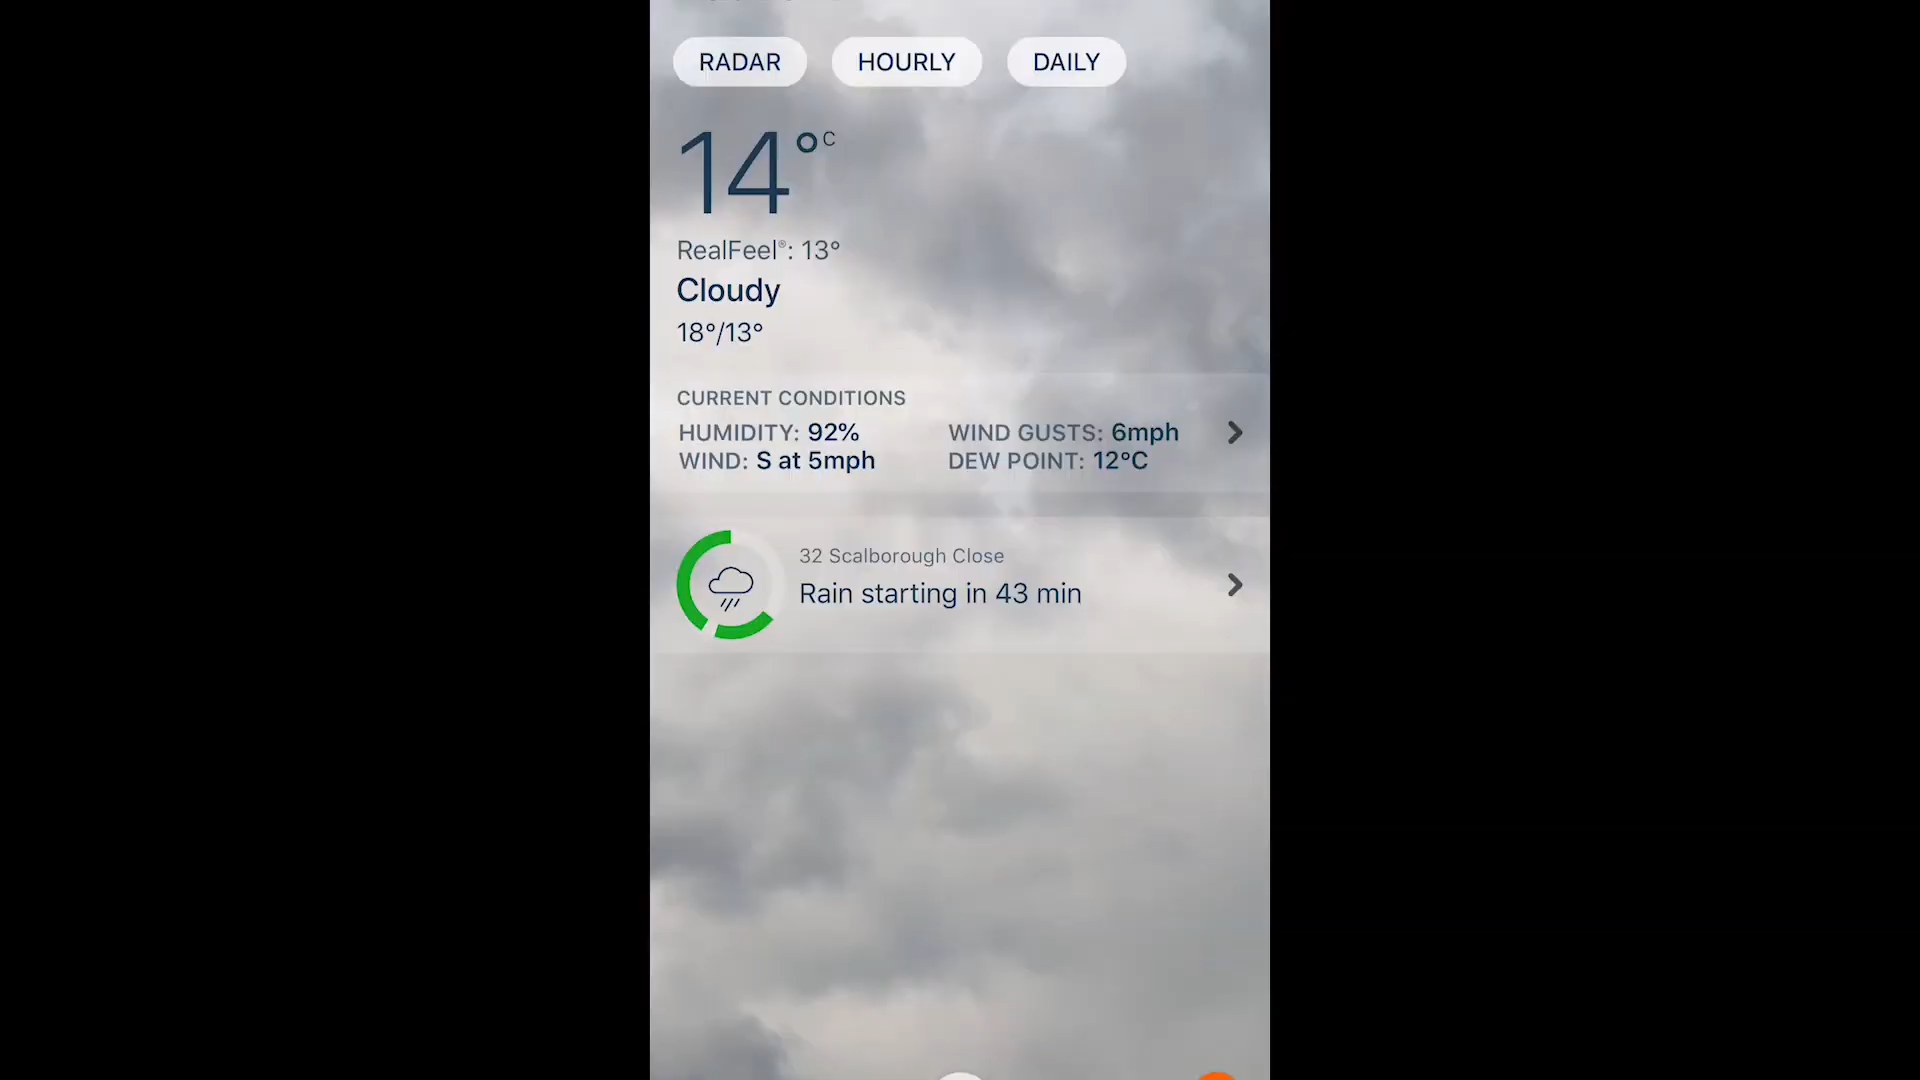 RADAR HOURLY DAILY
14°C
RealFeel®: 13°
Cloudy
18°/13°
CURRENT CONDITIONS
HUMIDITY: 92% WIND GUSTS: 6mph
WIND: S at 5mph DEW POINT: 12°C
32 Scalborough Close
Rain starting in 43 min